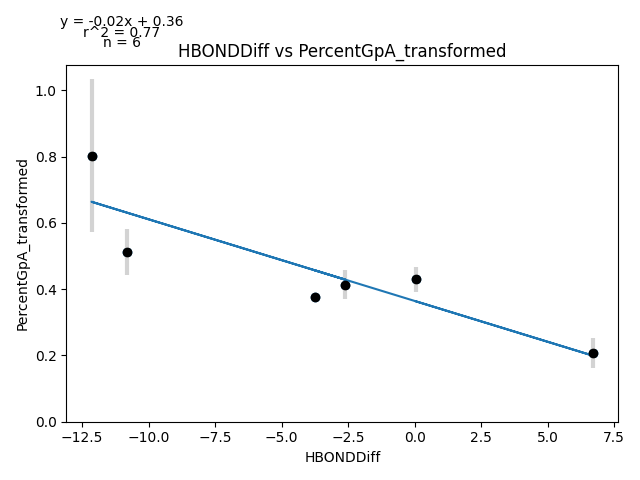 y = -0.02x + 0.36
r^2 = 0.77
n = 6
HBONDDiff vs PercentGpA_transformed
PercentGpA_transformed
1.0
0.8
0.6
0.4
0.2
0.0
−12.5 −10.0 −7.5 −5.0 −2.5 0.0 2.5 5.0 7.5
HBONDDiff